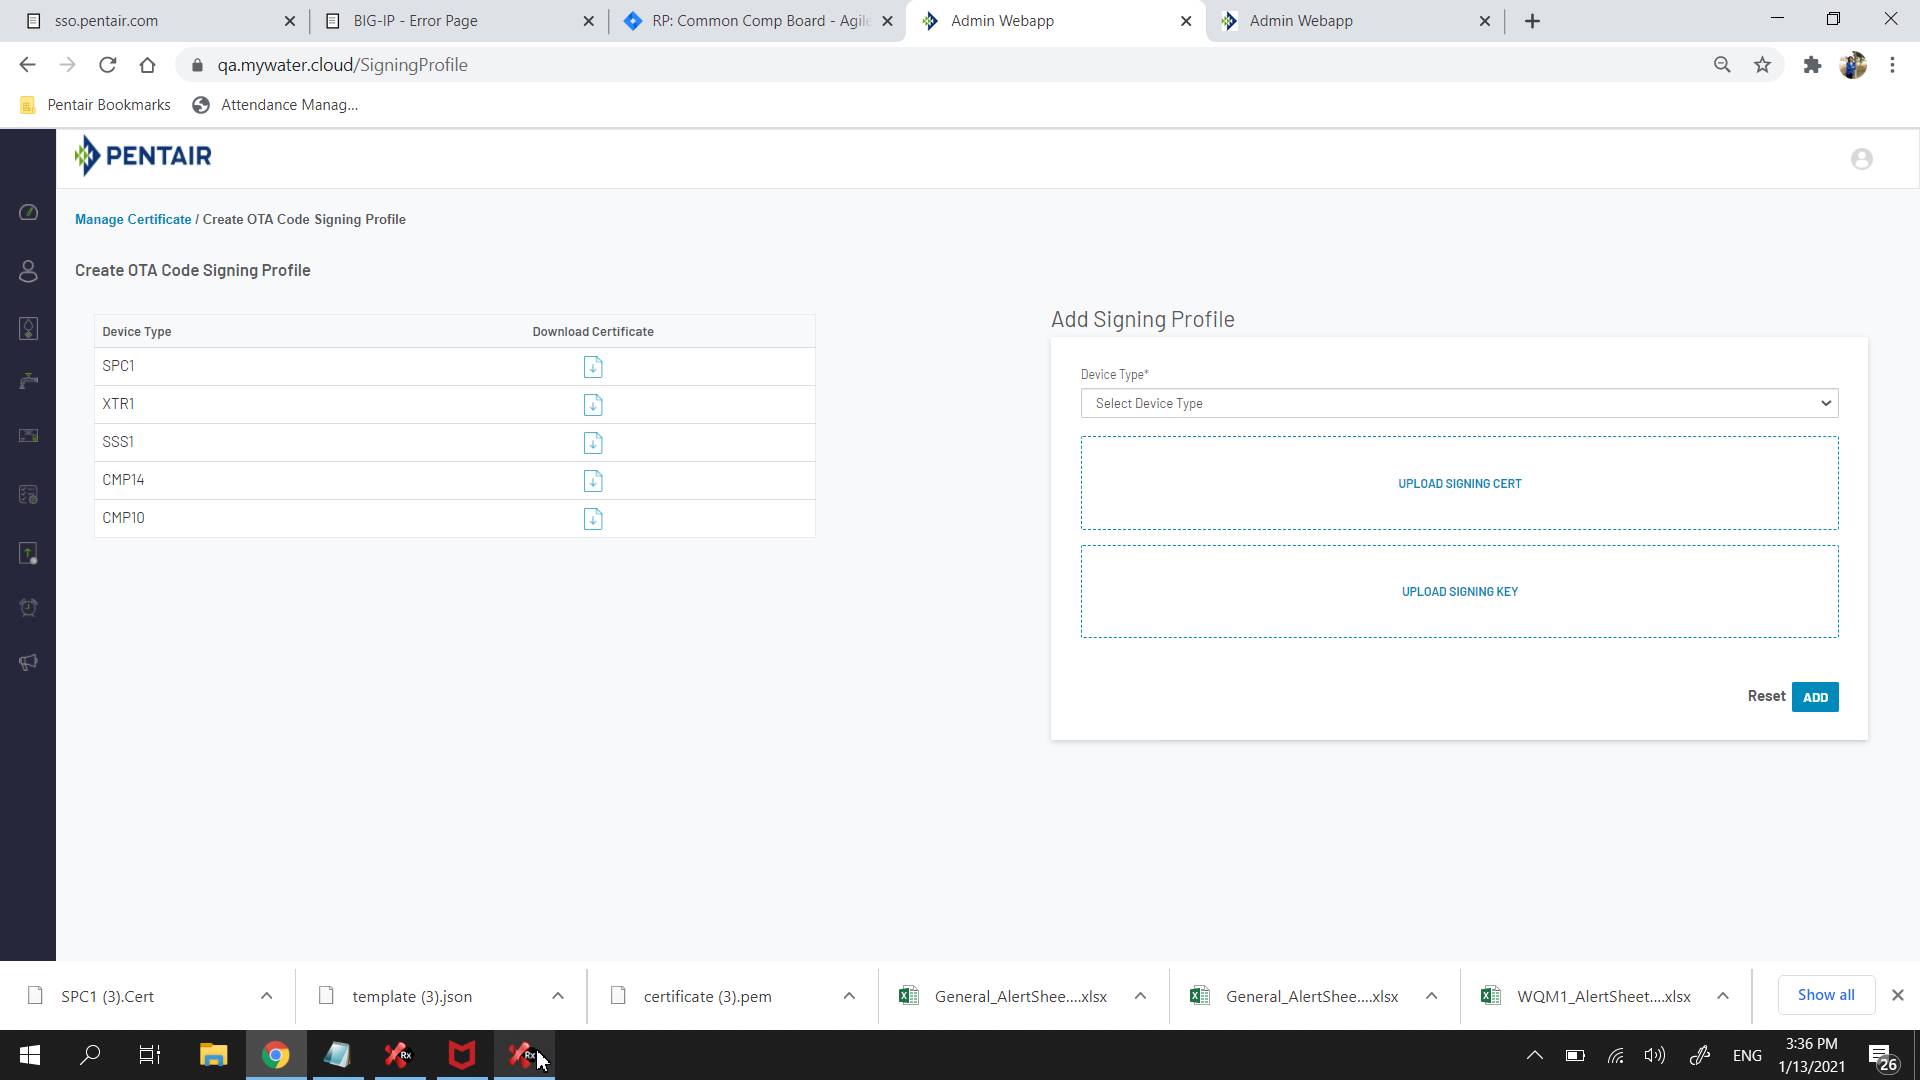 sso.pentair.com
BIG-IP - Error Page
RP: Common Comp Board - Agile
Admin Webapp
Admin Webapp
qa.mywater.cloud/SigningProfile
Pentair Bookmarks
Attendance Manag...
PENTAIR
Manage Certificate / Create OTA Code Signing Profile
Create OTA Code Signing Profile
Device Type Download Certificate
SPC1
XTR1
SSS1
CMP14
CMP10
Add Signing Profile
Device Type*
Select Device Type
UPLOAD SIGNING CERT
UPLOAD SIGNING KEY
Reset ADD
SPC1 (3).Cert
template (3).json
certificate (3).pem
General_AlertShee....xlsx
General_AlertShee....xlsx
WQM1_AlertSheet....xlsx
Show all
Rx
Rx
ENG
3:36 PM
1/13/2021
26